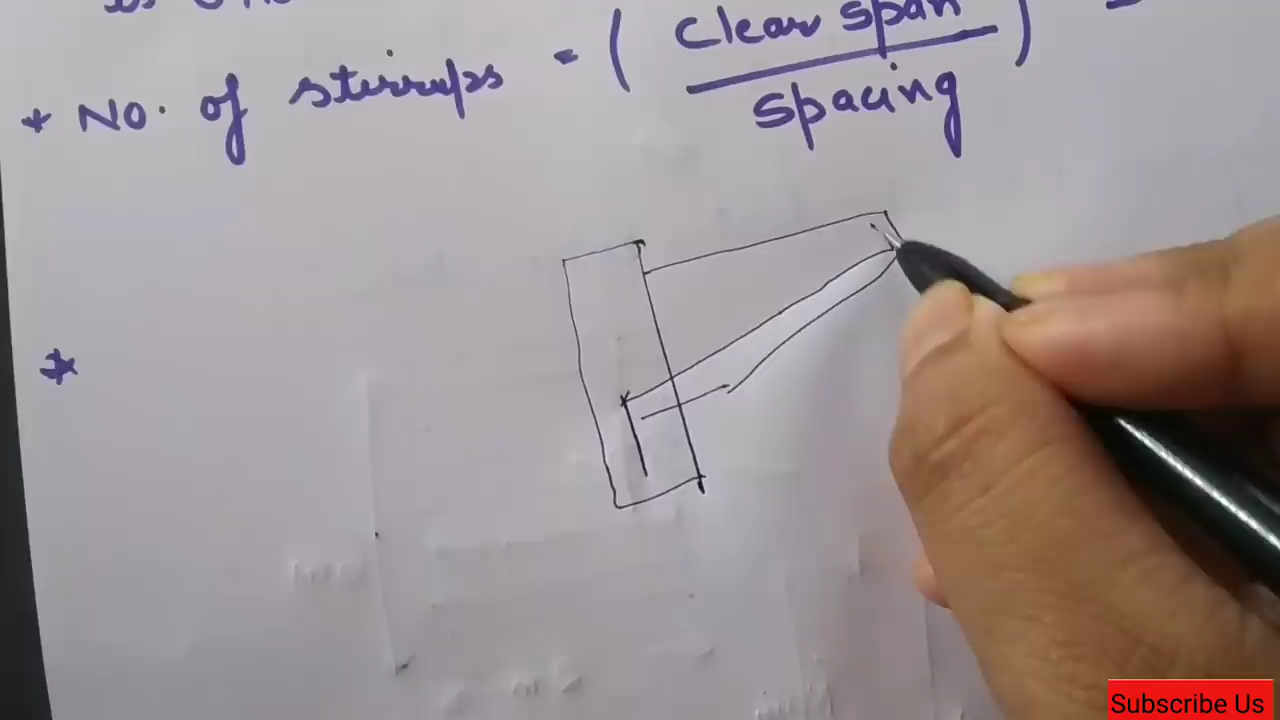 Clear span
* No. of stirrups = ( ――― ) 
spacing
*
Subscribe Us